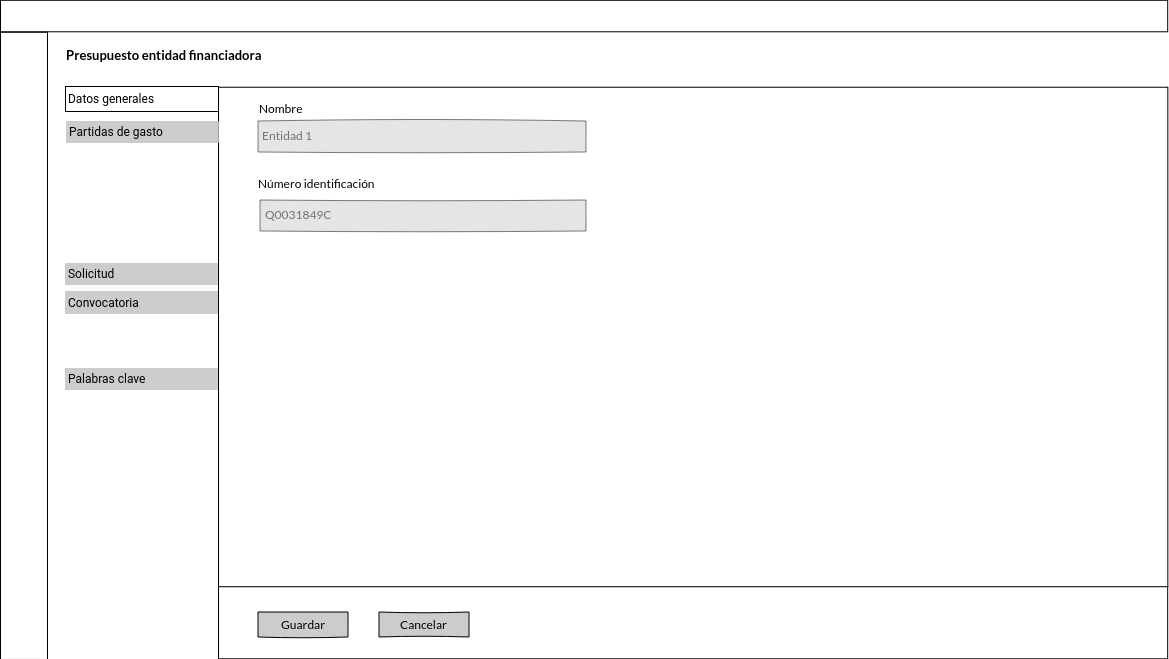 Presupuesto entidad financiadora
Datos generales
Partidas de gasto
Solicitud
Convocatoria
Palabras clave
Nombre
Entidad 1
Número identificación
Q0031849C
Guardar
Cancelar